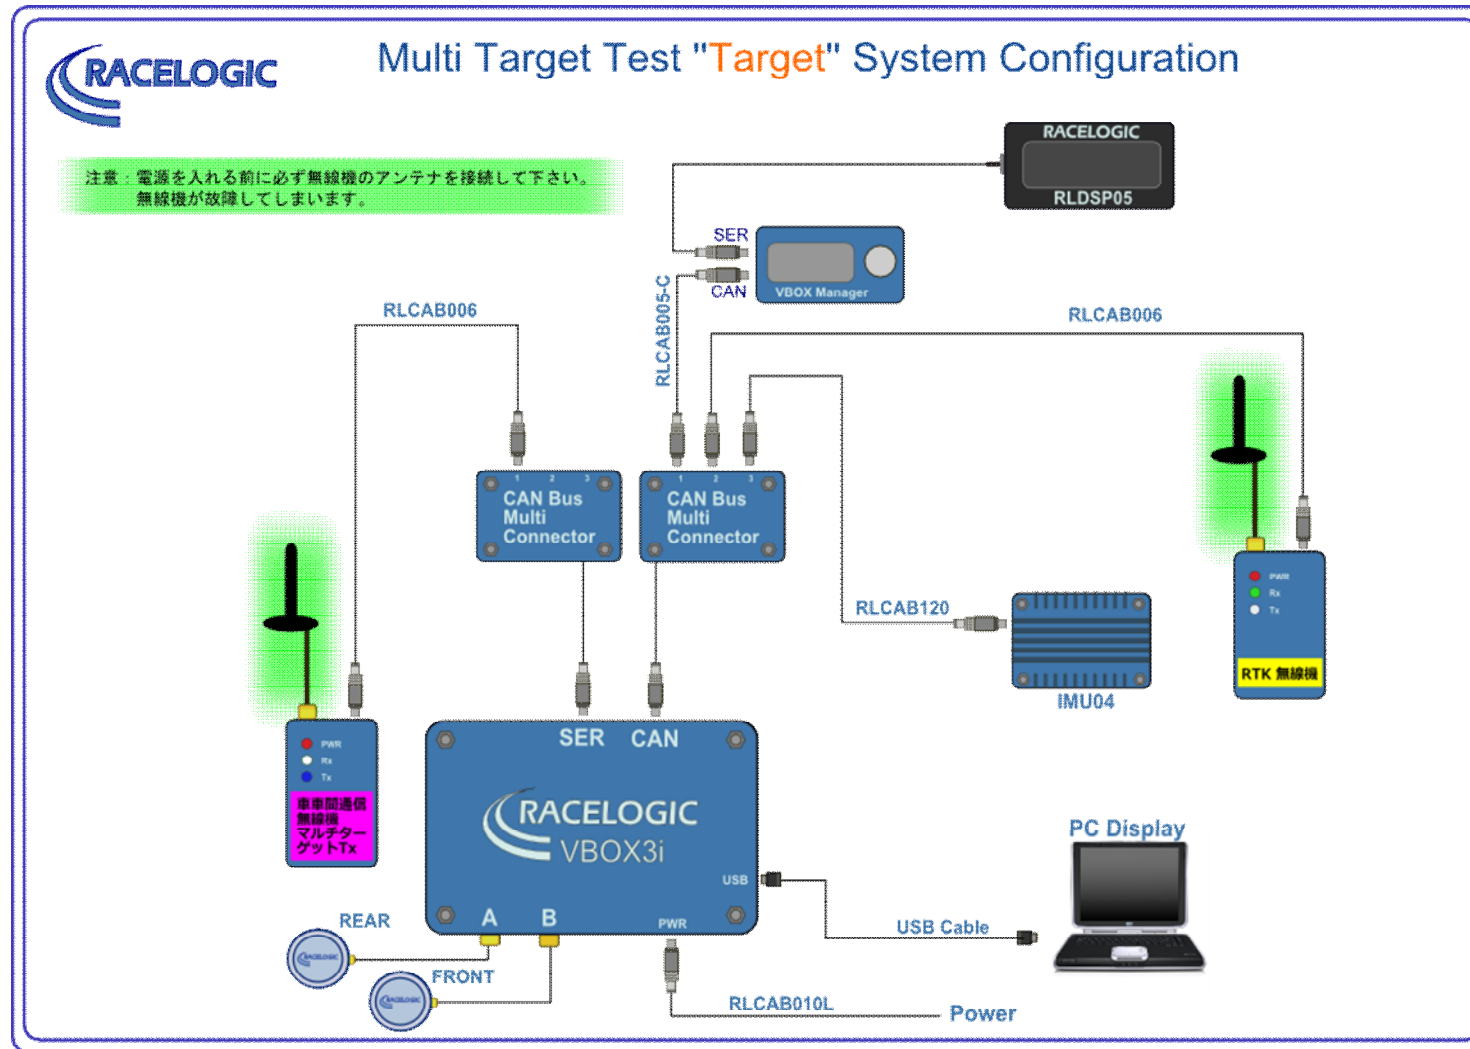 RACELOGIC
Multi Target Test "Target" System Configuration
注意：電源を入れる前に必ず無線機のアンテナを接続して下さい。
無線機が故障してしまいます。
RACELOGIC
RLDSP05
SER
CAN
VBOX Manager
RLCAB005-C
RLCAB006
RLCAB006
1 2 3
CAN Bus
Multi
Connector
1 2 3
CAN Bus
Multi
Connector
PWR
Rx
Tx
RTK 無線機
RLCAB120
IMU04
PWR
Rx
Tx
車車間通信
無線機
マルチター
ゲットTx
SER CAN
RACELOGIC
VBOX3i
USB
A B
PWR
PC Display
USB Cable
REAR
RACELOGIC
FRONT
RACELOGIC
RLCAB010L
Power